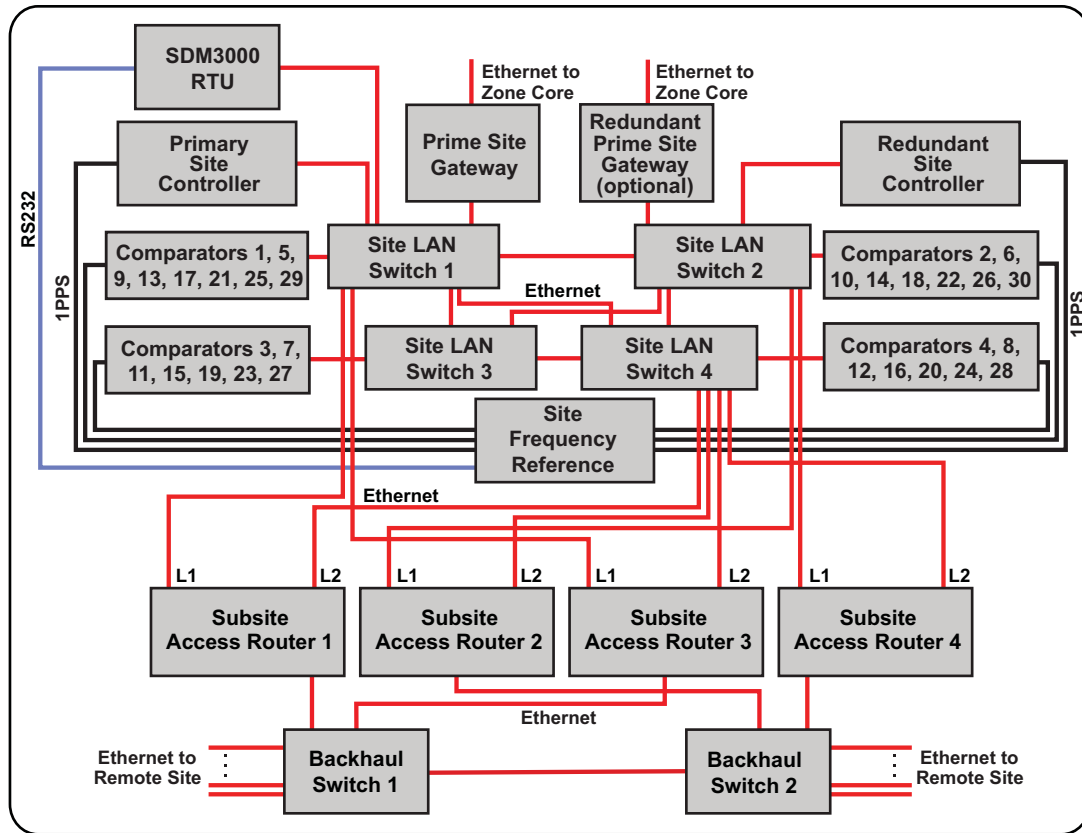 SDM3000
RTU
Ethernet to
Zone Core
Ethernet to
Zone Core
Primary
Site
Controller
Prime Site
Gateway
Redundant
Prime Site
Gateway
(optional)
Redundant
Site
Controller
RS232
1PPS
Comparators 1, 5,
9, 13, 17, 21, 25, 29
Site LAN
Switch 1
Site LAN
Switch 2
Comparators 2, 6,
10, 14, 18, 22, 26, 30
1PPS
Ethernet
Comparators 3, 7,
11, 15, 19, 23, 27
Site LAN
Switch 3
Site LAN
Switch 4
Comparators 4, 8,
12, 16, 20, 24, 28
Site
Frequency
Reference
Ethernet
L1
L2
L1
L2
L1
L2
L1
L2
Subsite
Access Router 1
Subsite
Access Router 2
Subsite
Access Router 3
Subsite
Access Router 4
Ethernet
Ethernet to
Remote Site
Backhaul
Switch 1
Backhaul
Switch 2
Ethernet to
Remote Site